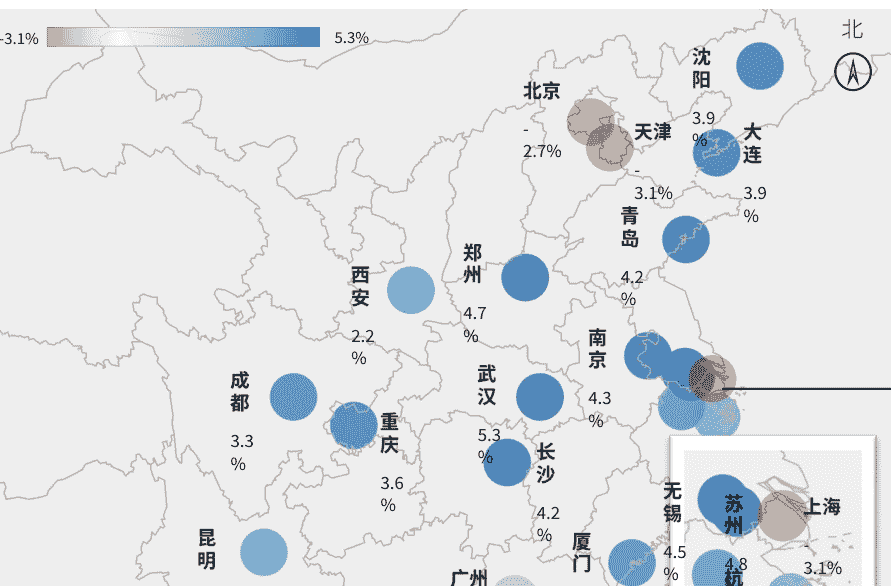 -3.1%
5.3%
北
沈
阳
3.9
%
北京
-
2.7%
天津
-
3.1%
大
连
3.9
%
青
岛
4.2
%
郑
州
4.7
%
西
安
2.2
%
南
京
4.3
%
成
都
3.3
%
武
汉
5.3
%
重
庆
3.6
%
长
沙
4.2
%
无
锡
4.5
%
苏
州
4.8
上海
-
3.1%
昆
明
厦
门
杭
广州